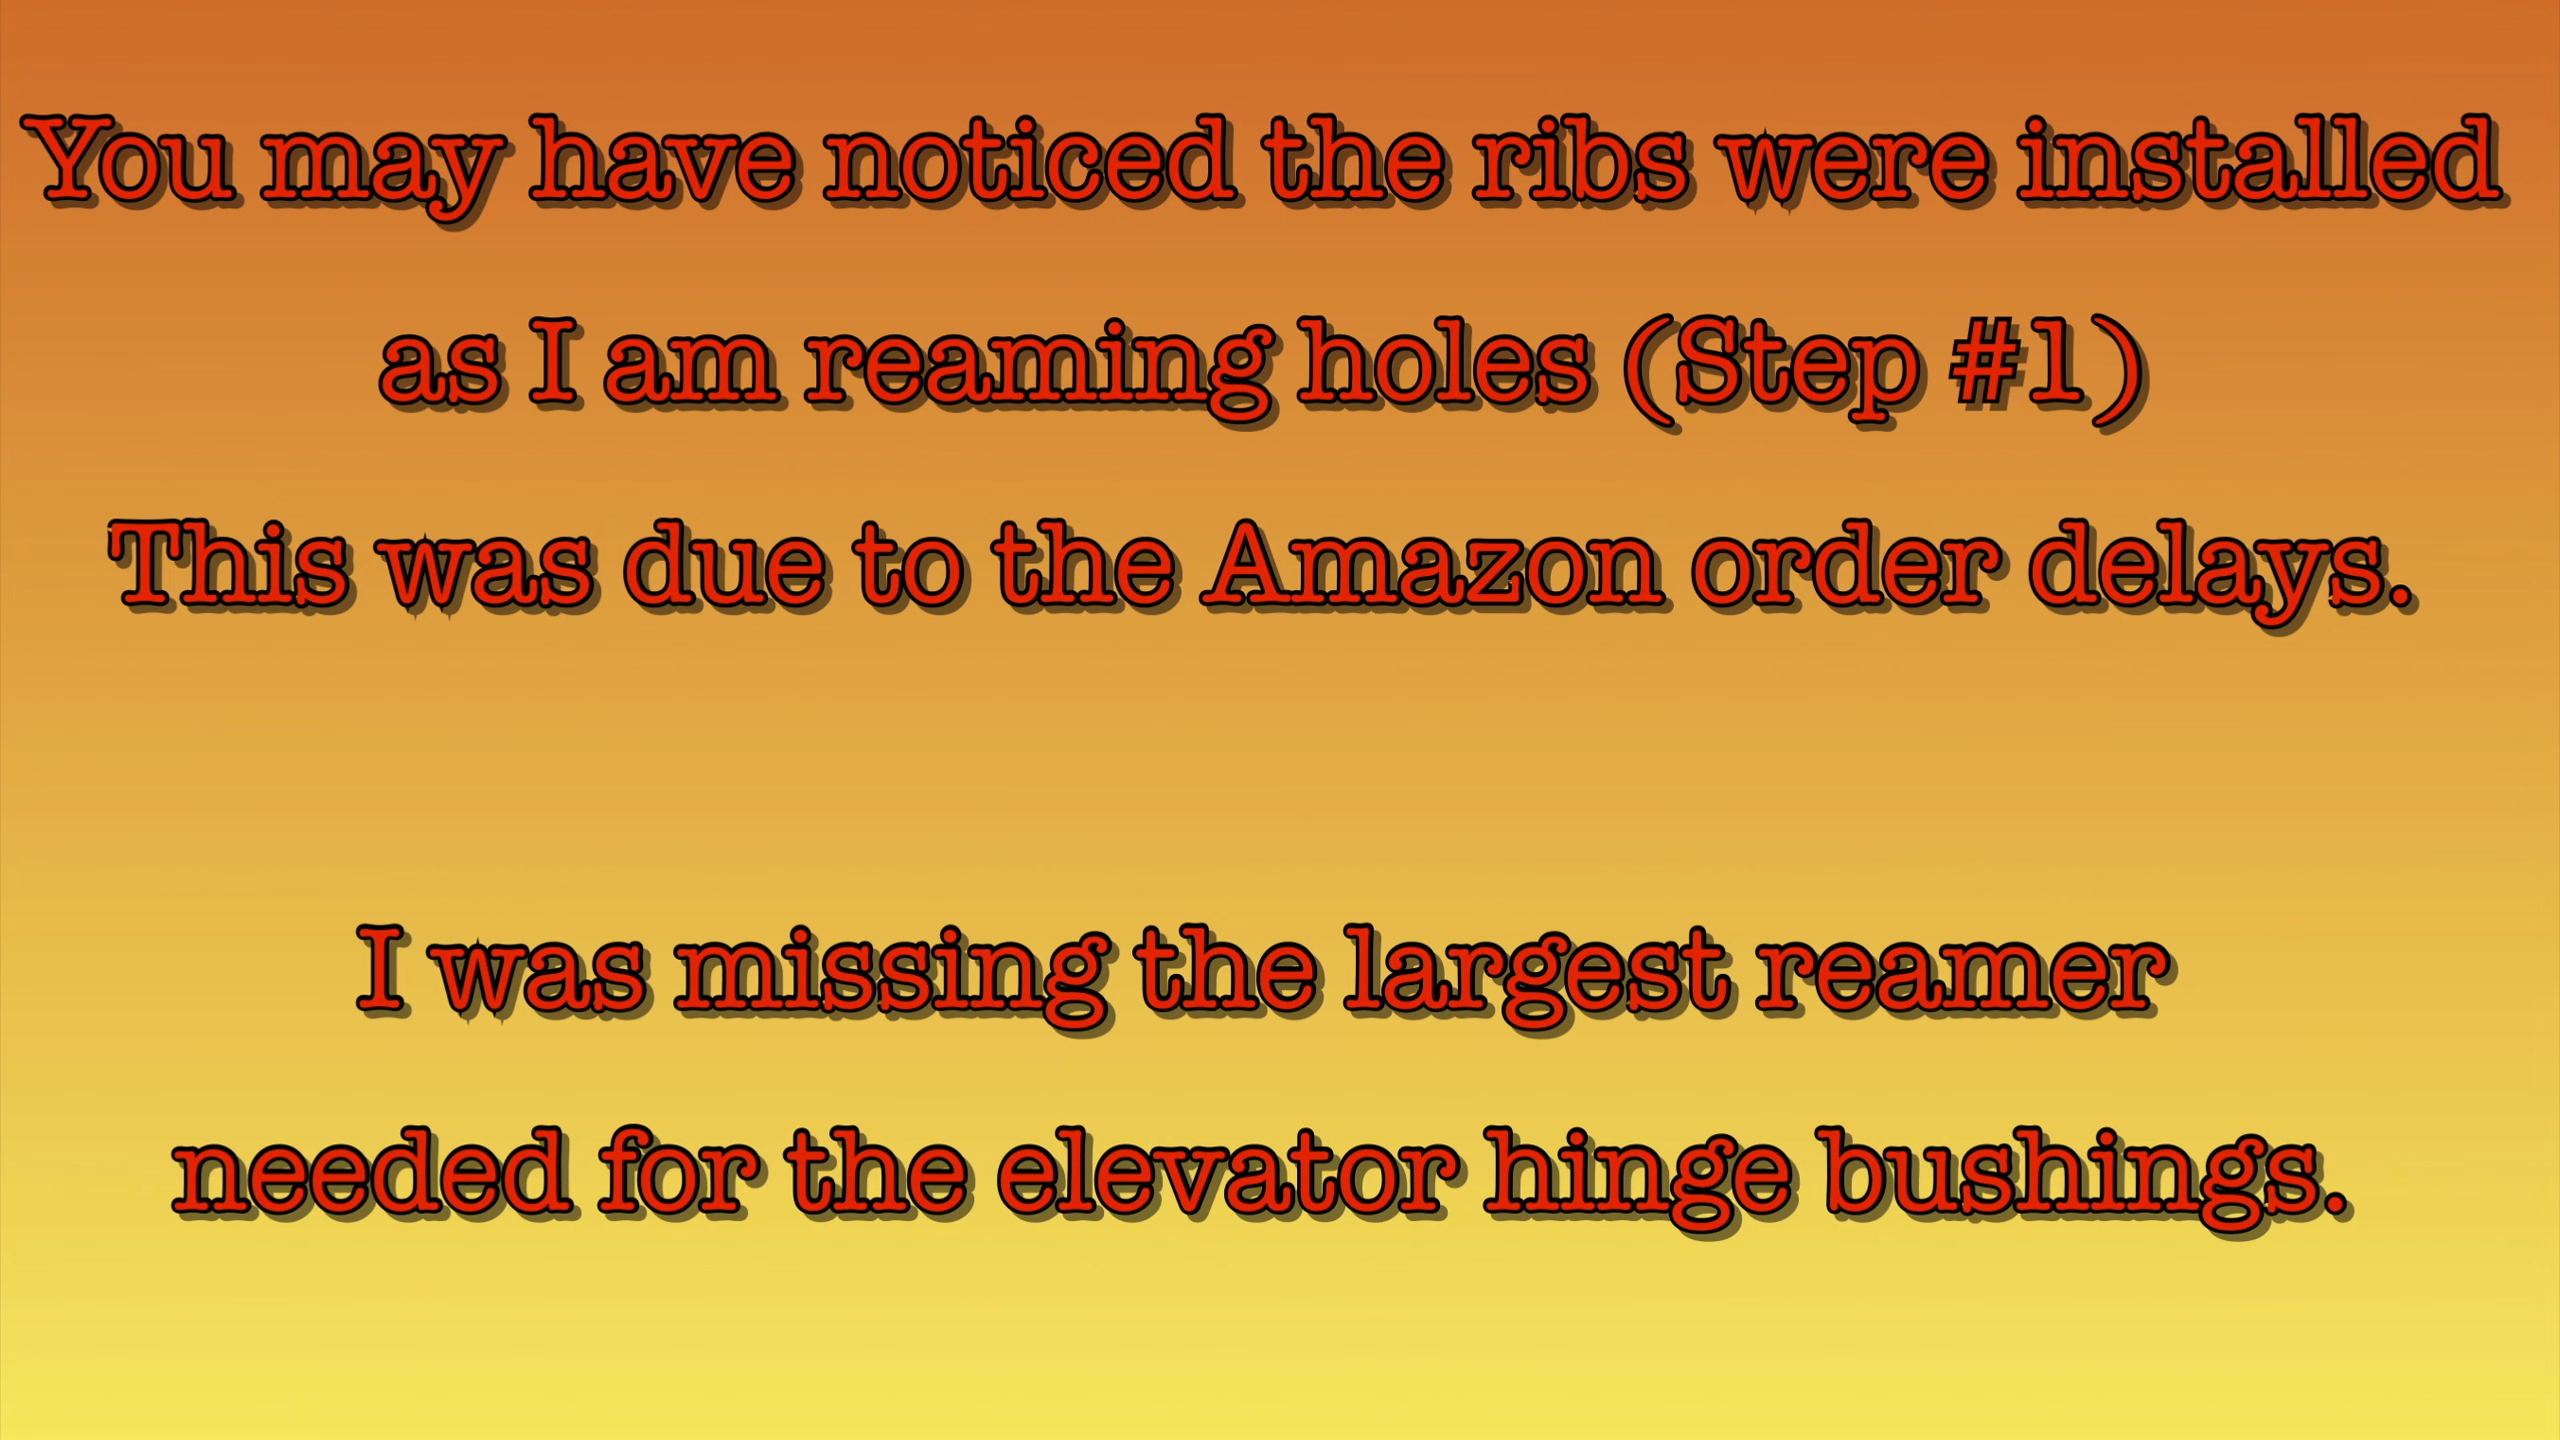 You may have noticed the ribs were installed
as I am reaming holes (Step #1)
This was due to the Amazon order delays.
I was missing the largest reamer
needed for the elevator hinge bushings.